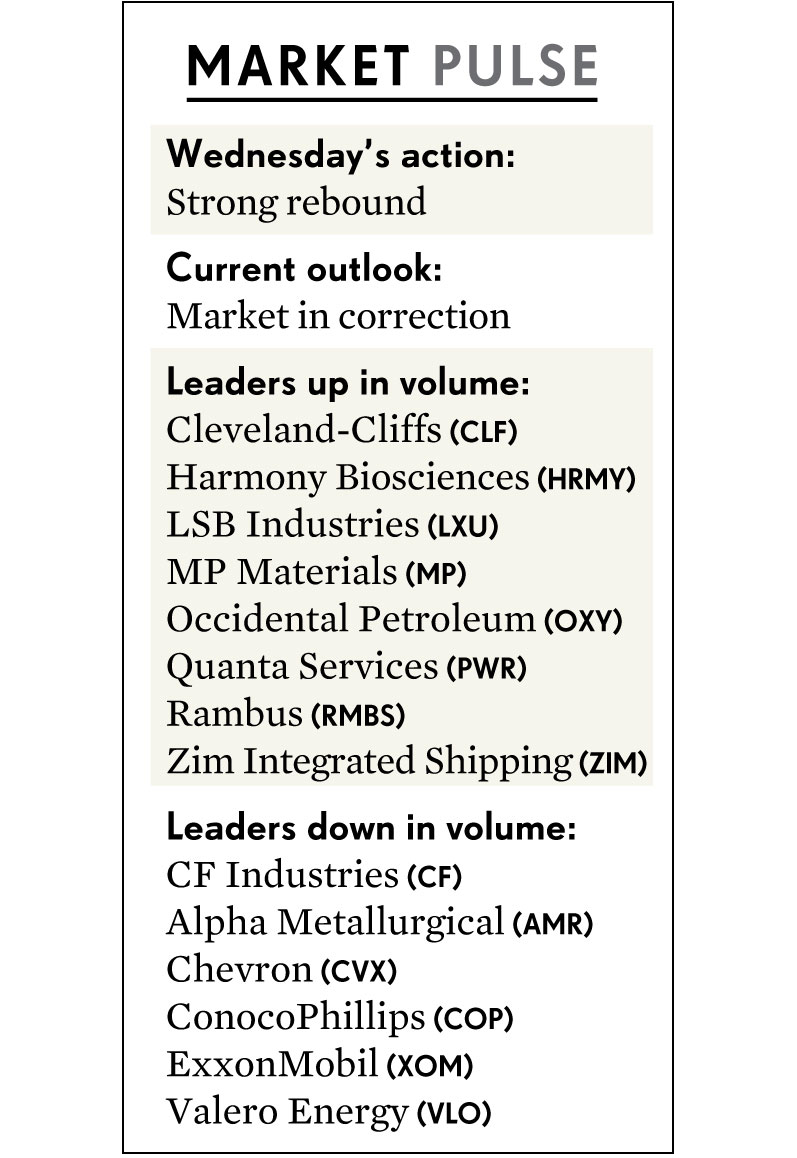 MARKET PULSE
Wednesday’s action:
Strong rebound
Current outlook:
Market in correction
Leaders up in volume:
Cleveland-Cliffs (CLF)
Harmony Biosciences (HRMY)
LSB Industries (LXU)
MP Materials (MP)
Occidental Petroleum (OXY)
Quanta Services (PWR)
Rambus (RMBS)
Zim Integrated Shipping (ZIM)
Leaders down in volume:
CF Industries (CF)
Alpha Metallurgical (AMR)
Chevron (CVX)
ConocoPhillips (COP)
ExxonMobil (XOM)
Valero Energy (VLO)